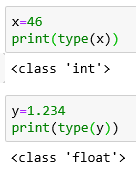 x=46
print(type(x))
<class 'int'>
y=1.234
print(type(y))
<class 'float'>